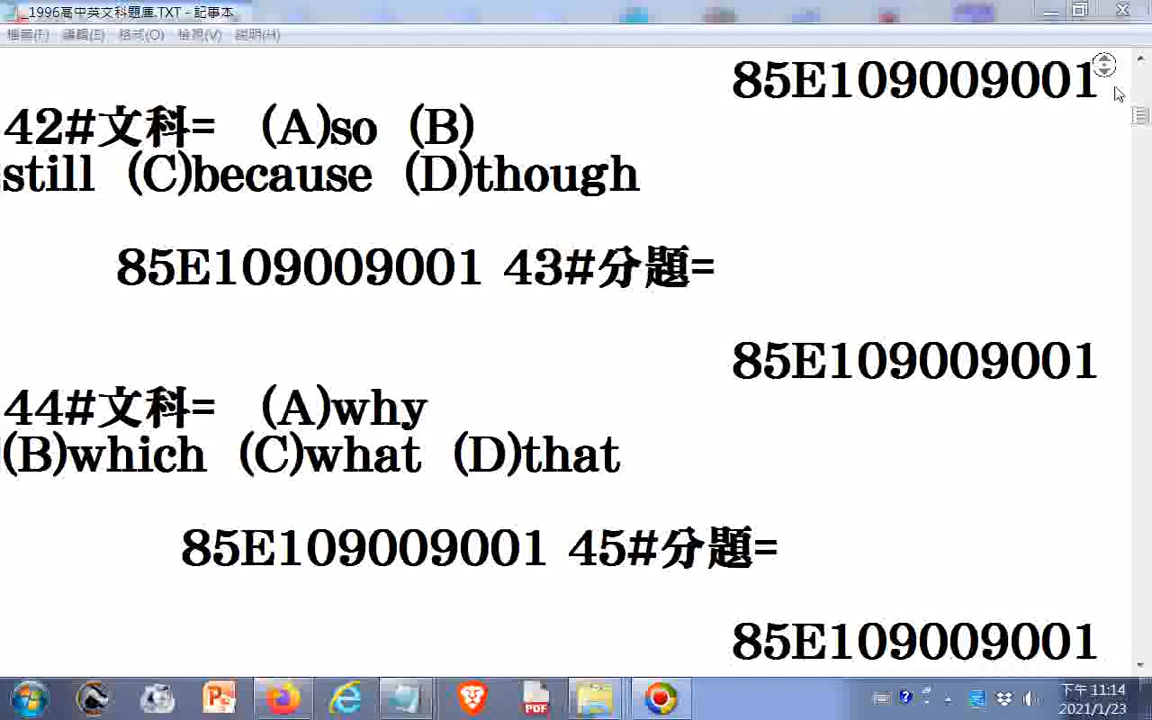 _1996高中英文科題庫.TXT - 記事本
檔案(F) 編輯(E) 格式(O) 檢視(V) 說明(H)
85E109009001
42#文科= (A)so (B)
still (C)because (D)though
85E109009001 43#分題=
85E109009001
44#文科= (A)why
(B)which (C)what (D)that
85E109009001 45#分題=
85E109009001
PDF
下午 11:14
2021/1/23